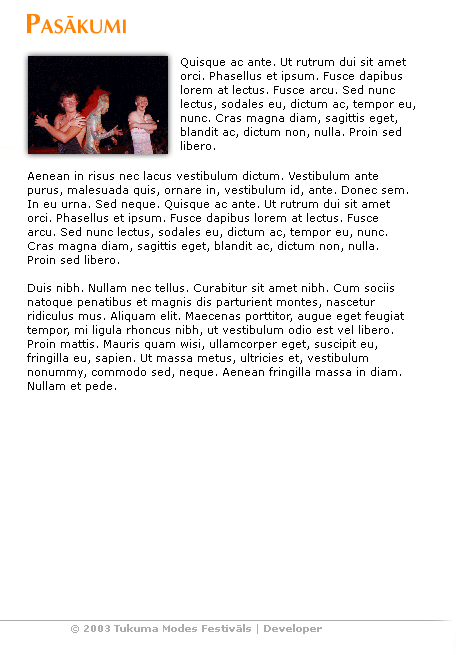 PASĀKUMI
Quisque ac ante. Ut rutrum dui sit amet
orci. Phasellus et ipsum. Fusce dapibus
lorem at lectus. Fusce arcu. Sed nunc
lectus, sodales eu, dictum ac, tempor eu,
nunc. Cras magna diam, sagittis eget,
blandit ac, dictum non, nulla. Proin sed
libero.
Aenean in risus nec lacus vestibulum dictum. Vestibulum ante
purus, malesuada quis, ornare in, vestibulum id, ante. Donec sem.
In eu urna. Sed neque. Quisque ac ante. Ut rutrum dui sit amet
orci. Phasellus et ipsum. Fusce dapibus lorem at lectus. Fusce
arcu. Sed nunc lectus, sodales eu, dictum ac, tempor eu, nunc.
Cras magna diam, sagittis eget, blandit ac, dictum non, nulla.
Proin sed libero.
Duis nibh. Nullam nec tellus. Curabitur sit amet nibh. Cum sociis
natoque penatibus et magnis dis parturient montes, nascetur
ridiculus mus. Aliquam elit. Maecenas porttitor, augue eget feugiat
tempor, mi ligula rhoncus nibh, ut vestibulum odio est vel libero.
Proin mattis. Mauris quam wisi, ullamcorper eget, suscipit eu,
fringilla eu, sapien. Ut massa metus, ultricies et, vestibulum
nonummy, commodo sed, neque. Aenean fringilla massa in diam.
Nullam et pede.
© 2003 Tukuma Modes Festivāls | Developer